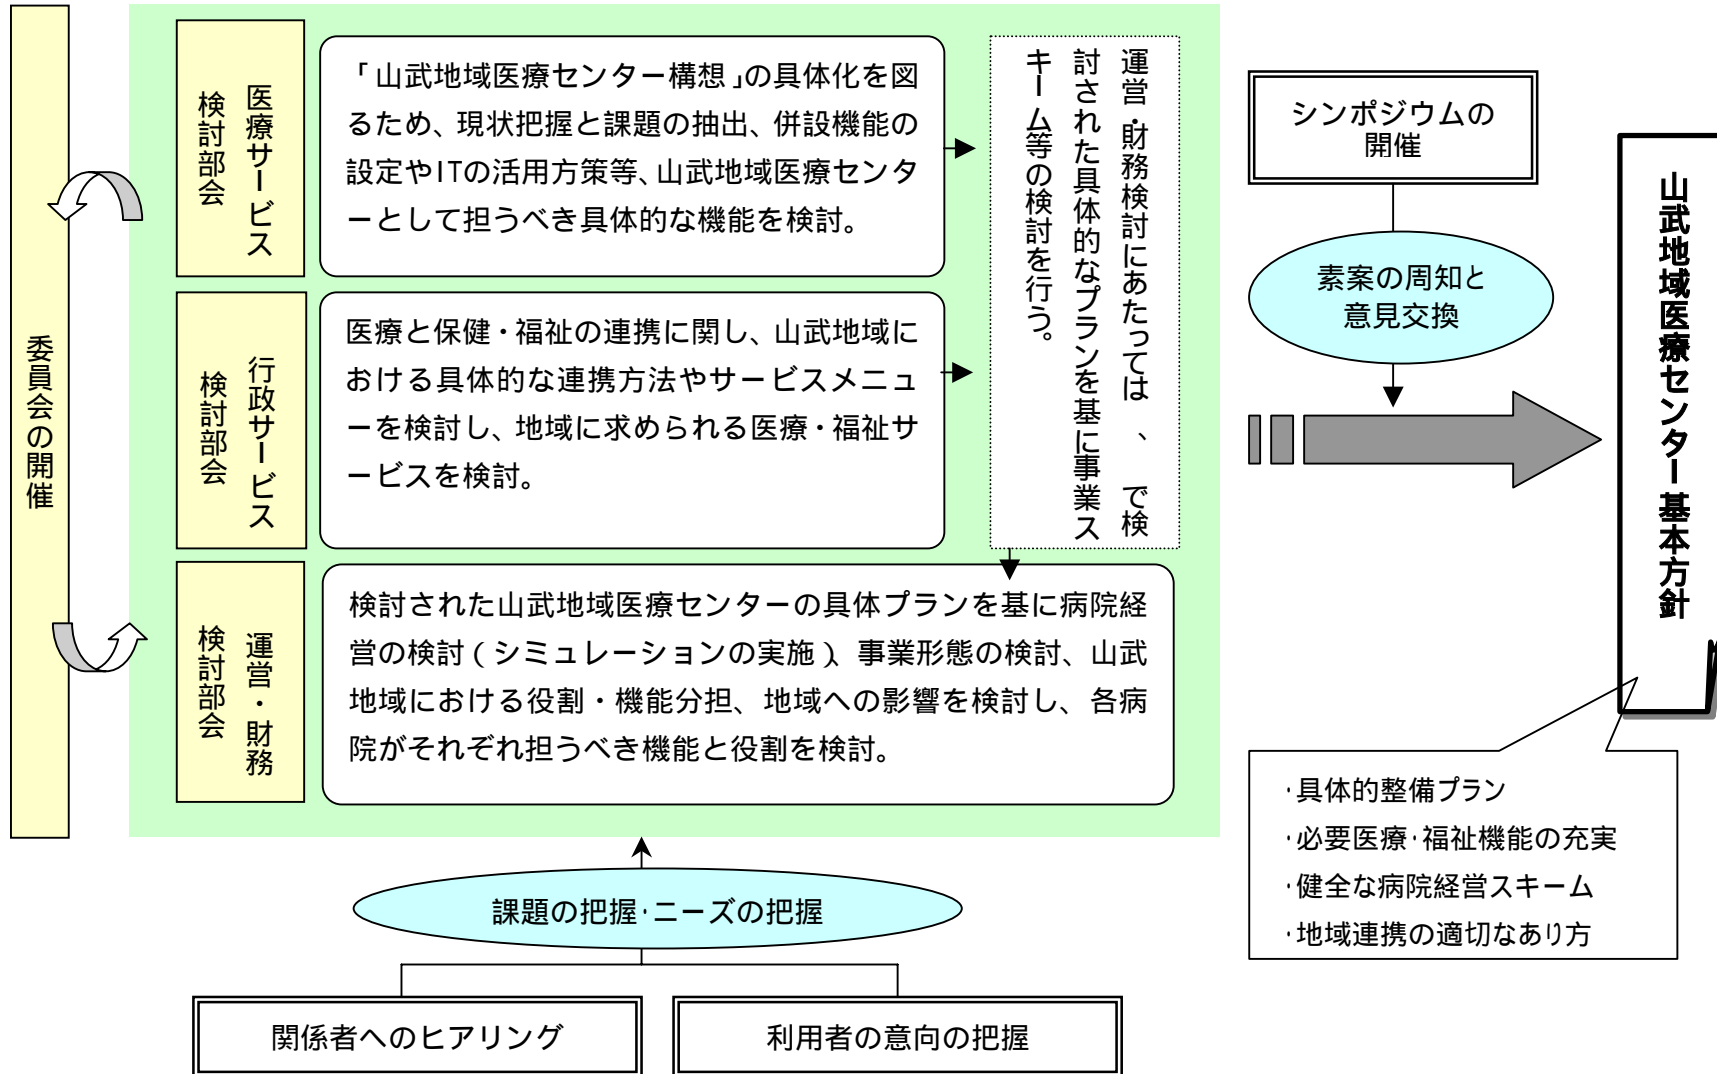 委員会の開催
医療サービス
検討部会
「山武地域医療センター構想」の具体化を図
るため、現状把握と課題の抽出、併設機能の
設定やITの活用方策等、山武地域医療センタ
ーとして担うべき具体的な機能を検討。
行政サービス
検討部会
医療と保健・福祉の連携に関し、山武地域に
おける具体的な連携方法やサービスメニュ
ーを検討し、地域に求められる医療・福祉サ
ービスを検討。
運営・財務検討にあたっては　、　で検
討された具体的なプランを基に事業ス
キーム等の検討を行う。
運営・財務
検討部会
検討された山武地域医療センターの具体プランを基に病院経
営の検討（シミュレーションの実施）、事業形態の検討、山武
地域における役割・機能分担、地域への影響を検討し、各病
院がそれぞれ担うべき機能と役割を検討。
課題の把握・ニーズの把握
関係者へのヒアリング
利用者の意向の把握
シンポジウムの
開催
素案の周知と
意見交換
山武地域医療センター基本方針
・具体的整備プラン
・必要医療・福祉機能の充実
・健全な病院経営スキーム
・地域連携の適切なあり方